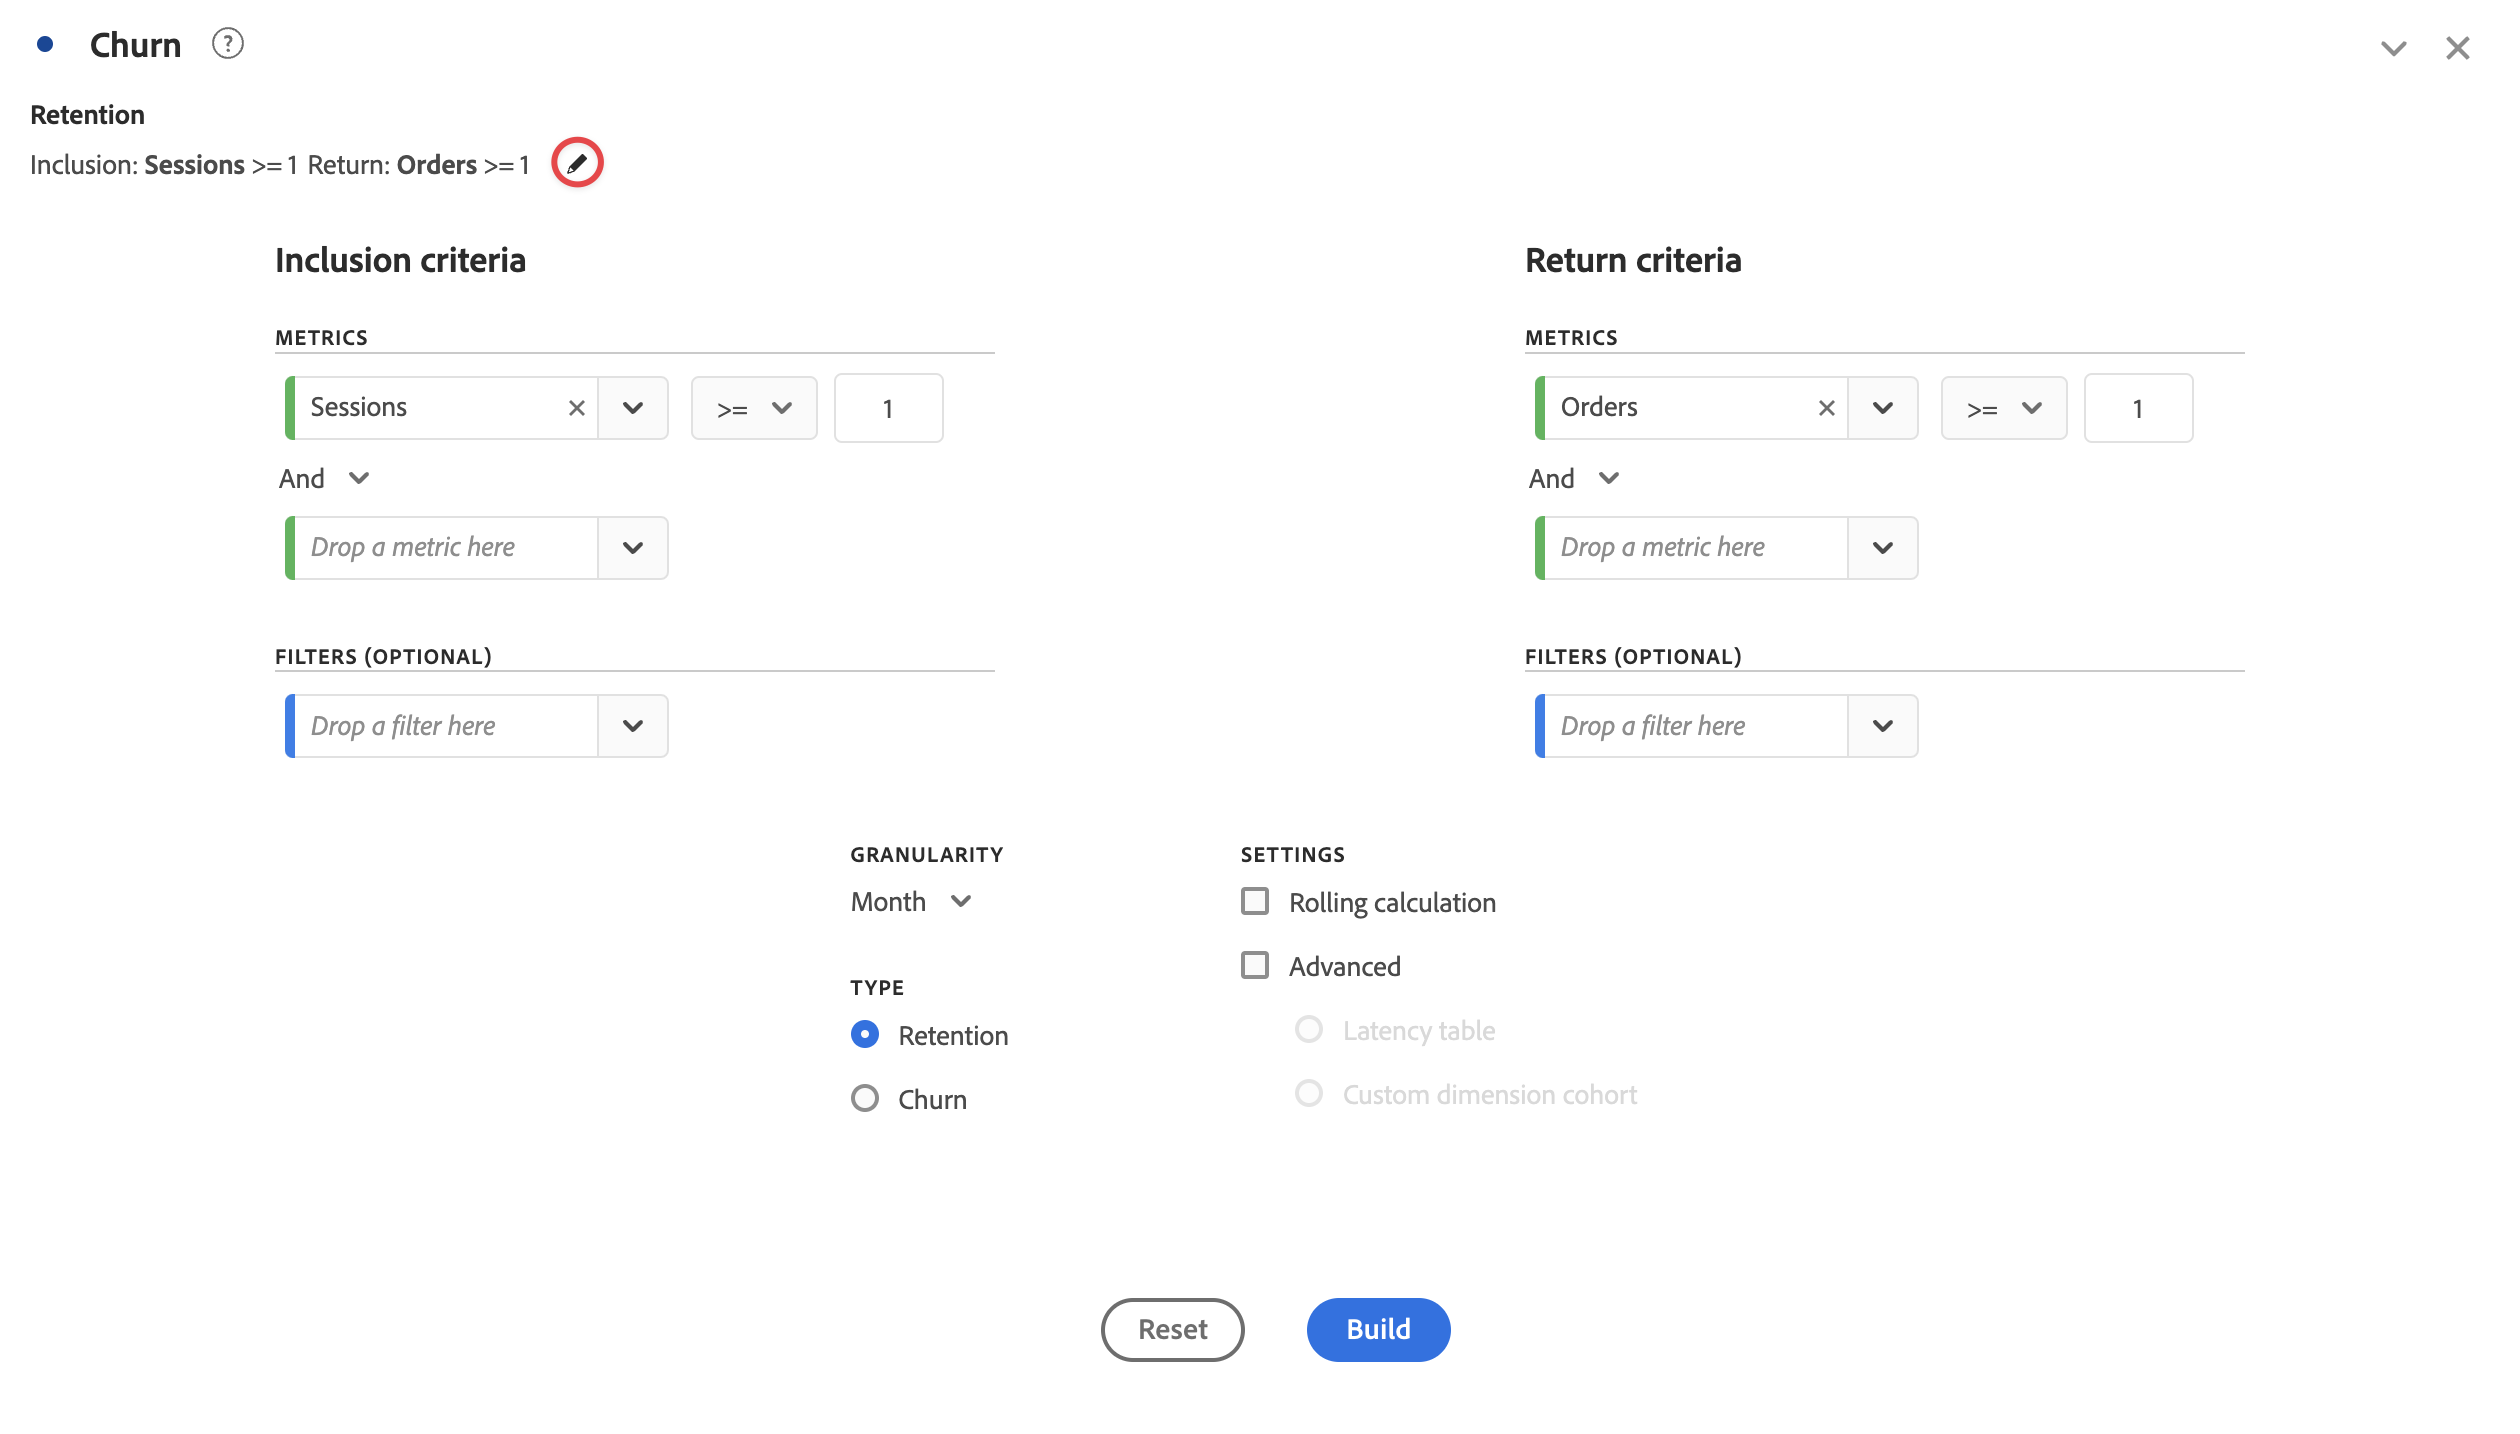 Churn ?
Retention
Inclusion: Sessions >= 1 Return: Orders >= 1
Inclusion criteria
METRICS
Sessions
>=
1
And
Drop a metric here
FILTERS (OPTIONAL)
Drop a filter here
Return criteria
METRICS
Orders
>=
1
And
Drop a metric here
FILTERS (OPTIONAL)
Drop a filter here
GRANULARITY
Month
TYPE
Retention
Churn
SETTINGS
Rolling calculation
Advanced
Latency table
Custom dimension cohort
Reset
Build